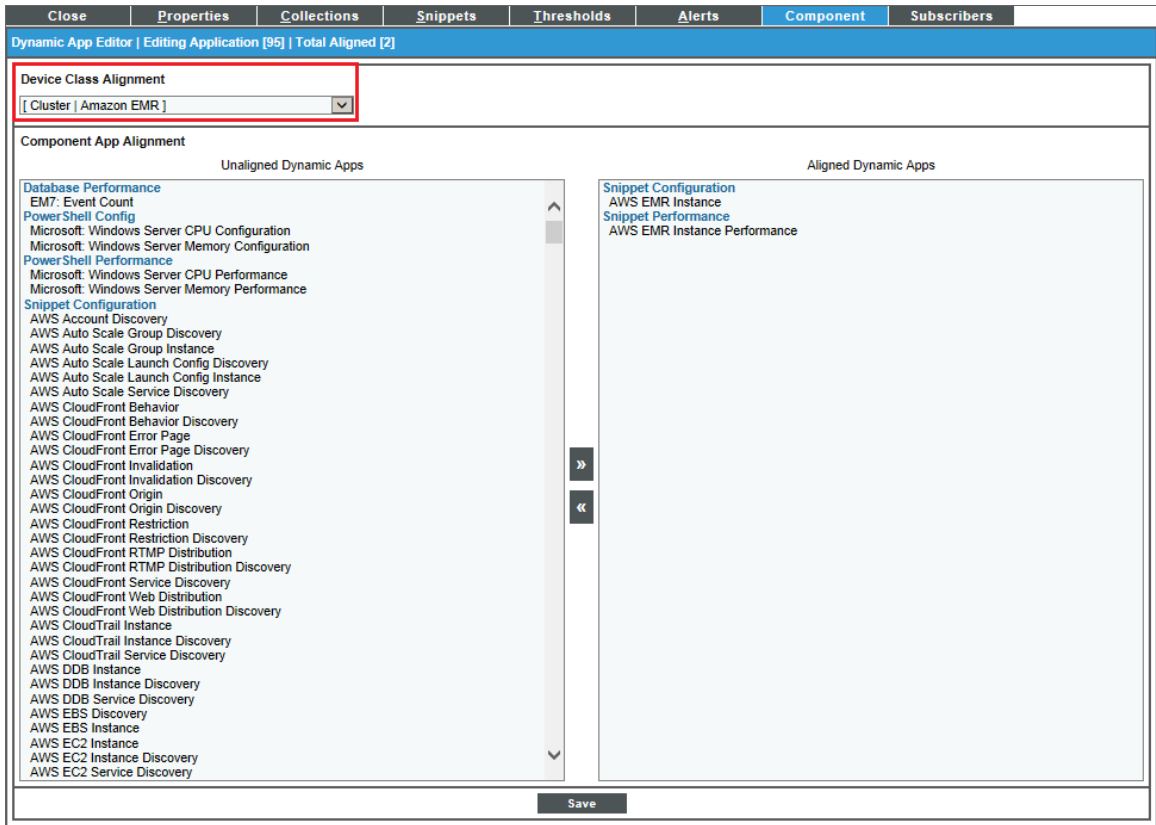 Close Properties Collections Snippets Thresholds Alerts Component Subscribers
Dynamic App Editor | Editing Application [95] | Total Aligned [2]
Device Class Alignment
[ Cluster | Amazon EMR ]
Component App Alignment
Unaligned Dynamic Apps
Database Performance
EM7: Event Count
PowerShell Config
Microsoft: Windows Server CPU Configuration
Microsoft: Windows Server Memory Configuration
PowerShell Performance
Microsoft: Windows Server CPU Performance
Microsoft: Windows Server Memory Performance
Snippet Configuration
AWS Account Discovery
AWS Auto Scale Group Discovery
AWS Auto Scale Group Instance
AWS Auto Scale Launch Config Discovery
AWS Auto Scale Launch Config Instance
AWS Auto Scale Service Discovery
AWS CloudFront Behavior
AWS CloudFront Behavior Discovery
AWS CloudFront Error Page
AWS CloudFront Error Page Discovery
AWS CloudFront Invalidation
AWS CloudFront Invalidation Discovery
AWS CloudFront Origin
AWS CloudFront Origin Discovery
AWS CloudFront Restriction
AWS CloudFront Restriction Discovery
AWS CloudFront RTMP Distribution
AWS CloudFront RTMP Distribution Discovery
AWS CloudFront Service Discovery
AWS CloudFront Web Distribution
AWS CloudFront Web Distribution Discovery
AWS CloudTrail Instance
AWS CloudTrail Instance Discovery
AWS CloudTrail Service Discovery
AWS DDB Instance
AWS DDB Instance Discovery
AWS DDB Service Discovery
AWS EBS Discovery
AWS EBS Instance
AWS EC2 Instance
AWS EC2 Instance Discovery
AWS EC2 Service Discovery
»
«
Aligned Dynamic Apps
Snippet Configuration
AWS EMR Instance
Snippet Performance
AWS EMR Instance Performance
Save